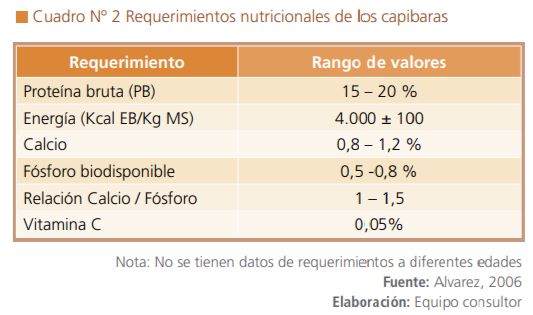 Cuadro Nº 2 Requerimientos nutricionales de los capibaras
Requerimiento Rango de valores
Proteína bruta (PB) 15 – 20 %
Energía (Kcal EB/Kg MS) 4.000 ± 100
Calcio 0,8 – 1,2 %
Fósforo biodisponible 0,5 -0,8 %
Relación Calcio / Fósforo 1 – 1,5
Vitamina C 0,05%
Nota: No se tienen datos de requerimientos a diferentes edades
Fuente: Alvarez, 2006
Elaboración: Equipo consultor